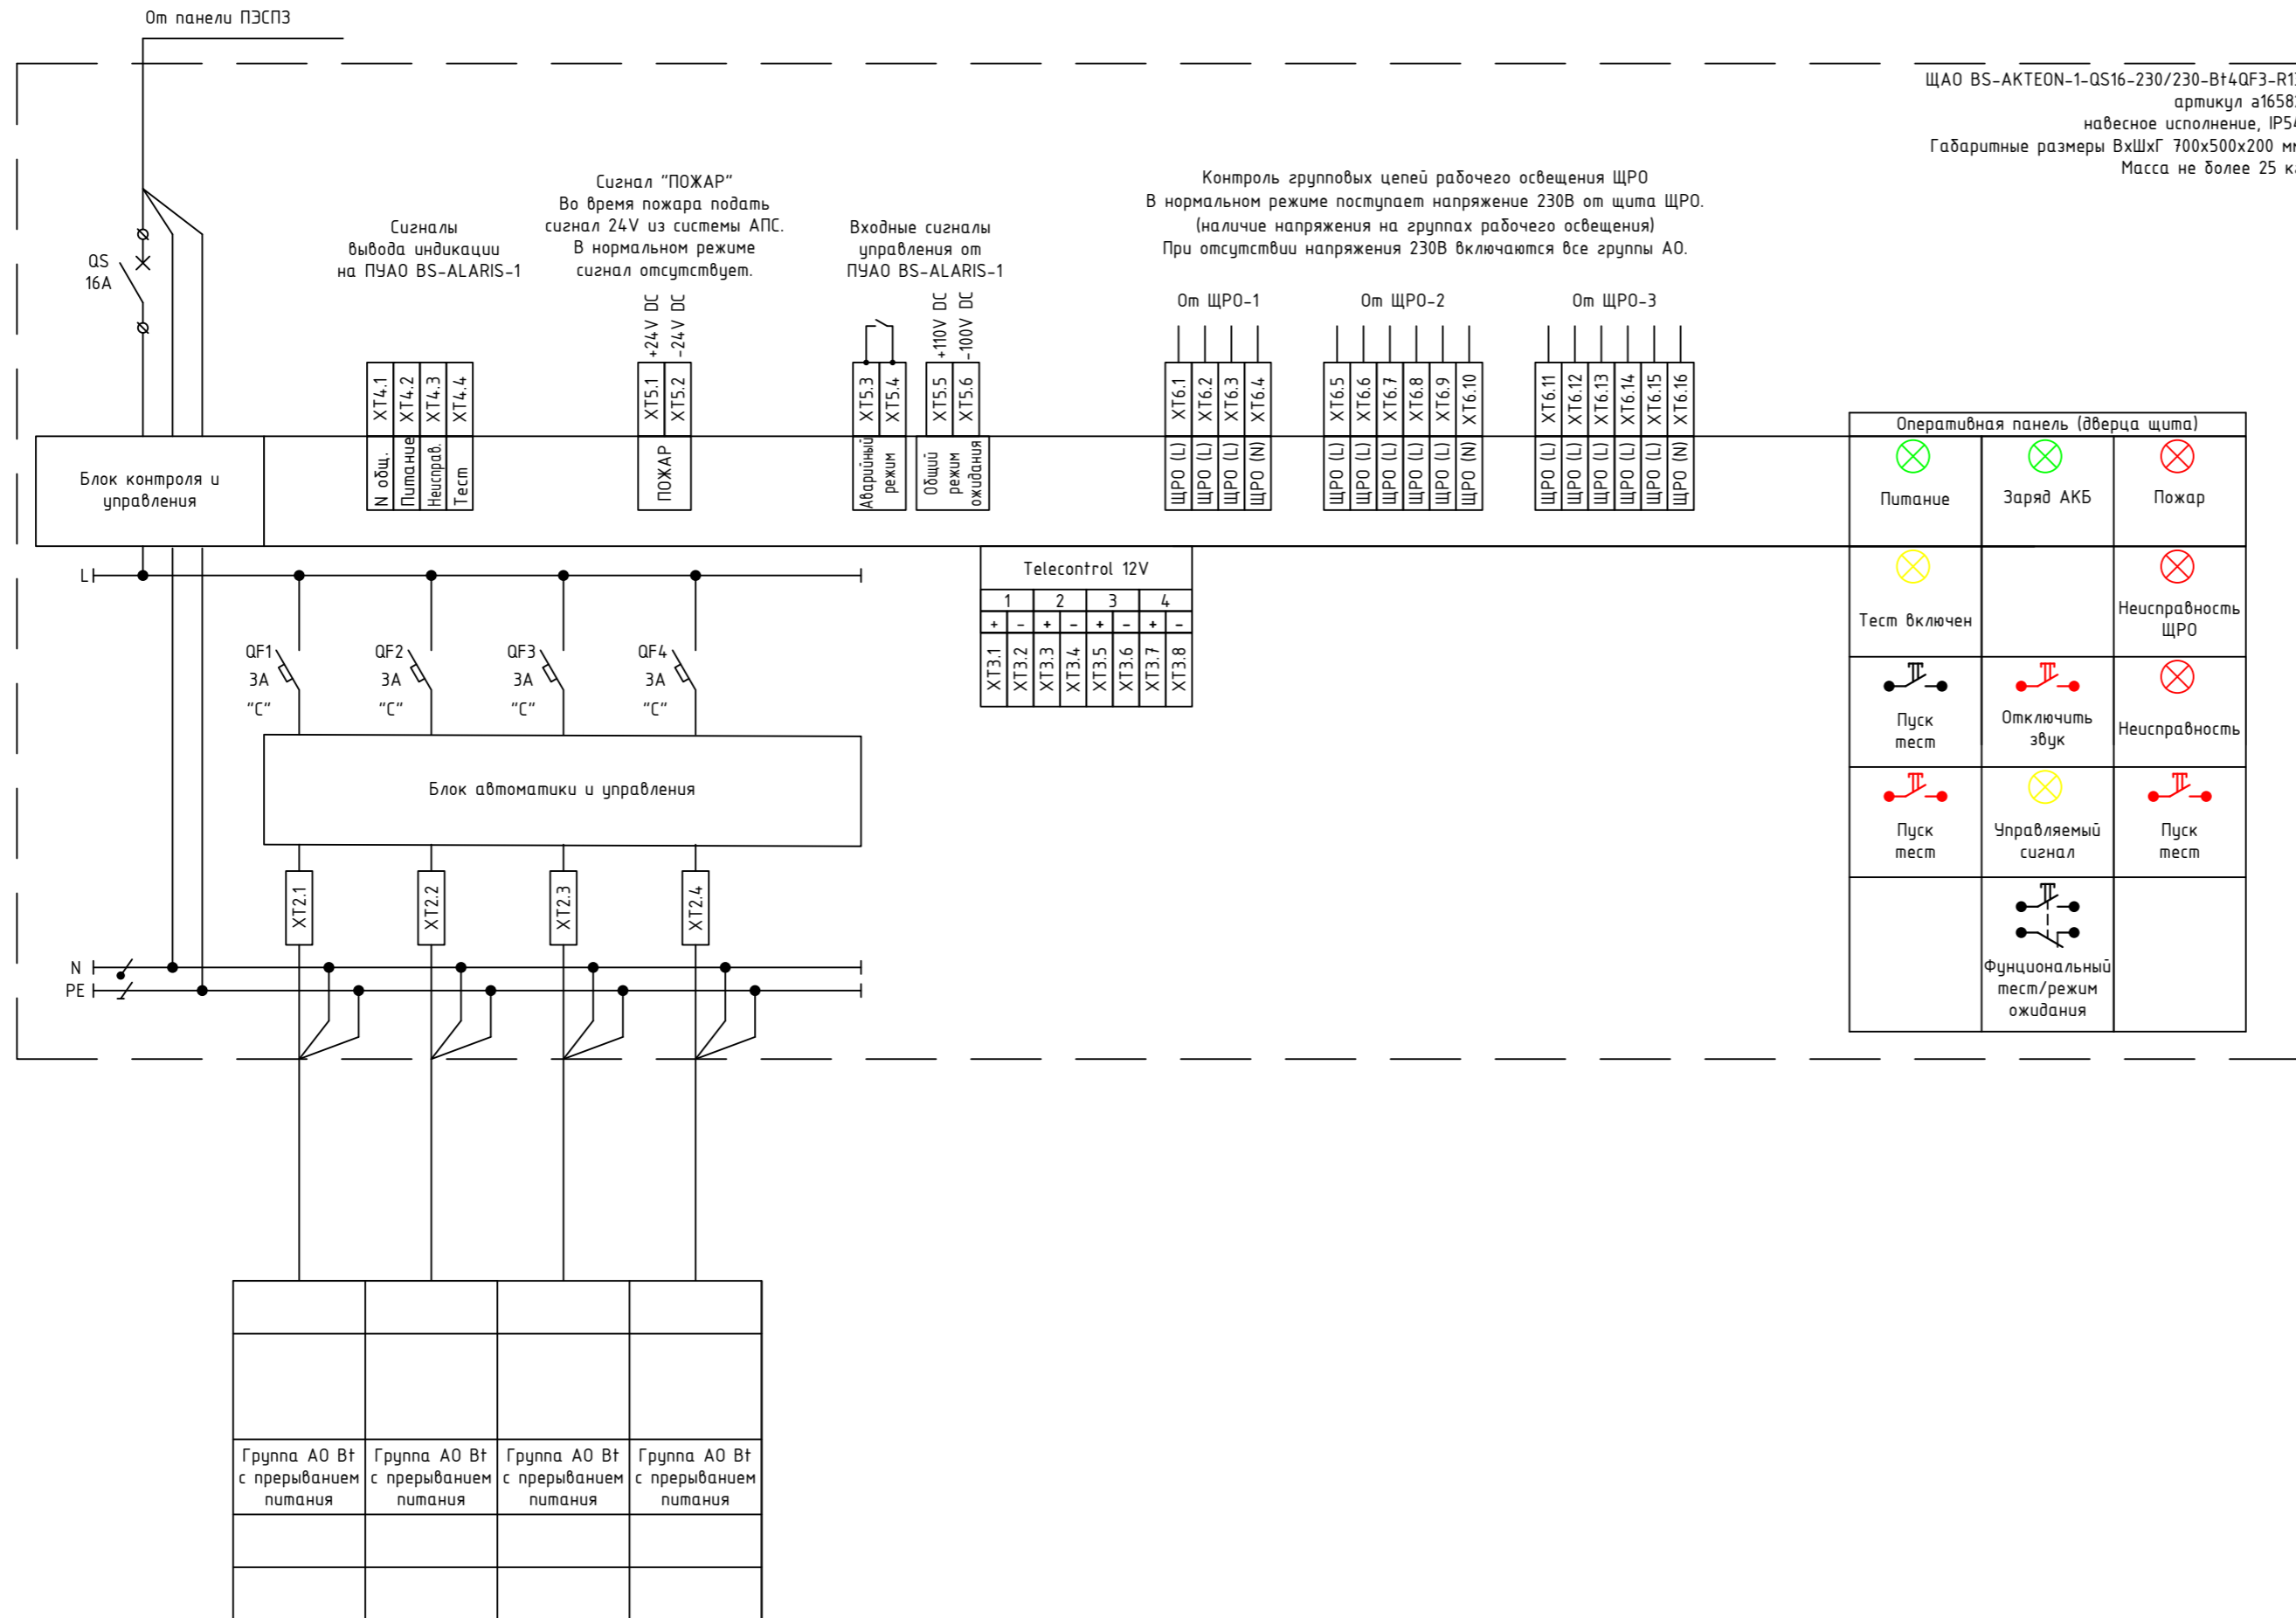 От панели ПЭСПЗ
ЩАО BS-AKTEON-1-QS16-230/230-Bt4QF3-R1
артикул а1658
навесное исполнение, IP54
Габаритные размеры ВхШхГ 700х500х200 мм
Масса не более 25 кг
QS
16А
Сигналы
вывода индикации
на ПУАО BS-ALARIS-1
Сигнал "ПОЖАР"
Во время пожара подать
сигнал 24V из системы АПС.
В нормальном режиме
сигнал отсутствует.
Входные сигналы
управления от
ПУАО BS-ALARIS-1
Контроль групповых цепей рабочего освещения ЩРО
В нормальном режиме поступает напряжение 230В от щита ЩРО.
(наличие напряжения на группах рабочего освещения)
При отсутствии напряжения 230В включаются все группы АО.
+24V DC
-24V DC
+110V DC
-100V DC
От ЩРО-1
От ЩРО-2
От ЩРО-3
XT4.1
XT4.2
XT4.3
XT4.4
XT5.1
XT5.2
XT5.3
XT5.4
XT5.5
XT5.6
XT6.1
XT6.2
XT6.3
XT6.4
XT6.5
XT6.6
XT6.7
XT6.8
XT6.9
XT6.10
XT6.11
XT6.12
XT6.13
XT6.14
XT6.15
XT6.16
Блок контроля и
управления
N общ.
Питание
Неисправ.
Тест
ПОЖАР
Аварийный
режим
Общий
режим
ожидания
ЩРО (L)
ЩРО (L)
ЩРО (L)
ЩРО (N)
ЩРО (L)
ЩРО (L)
ЩРО (L)
ЩРО (L)
ЩРО (L)
ЩРО (N)
ЩРО (L)
ЩРО (L)
ЩРО (L)
ЩРО (L)
ЩРО (L)
ЩРО (N)
Оперативная панель (дверца щита)
Питание
Заряд АКБ
Пожар
Тест включен
Неисправность
ЩРО
Пуск
тест
Отключить
звук
Неисправность
Пуск
тест
Управляемый
сигнал
Пуск
тест
Фунциональный
тест/режим
ожидания
L
Telecontrol 12V
1 2 3 4
+ - + - + - + -
XT3.1
XT3.2
XT3.3
XT3.4
XT3.5
XT3.6
XT3.7
XT3.8
QF1
3А
"С"
QF2
3А
"С"
QF3
3А
"С"
QF4
3А
"С"
Блок автоматики и управления
XT2.1
XT2.2
XT2.3
XT2.4
N
PE
Группа АО Bt
с прерыванием
питания
Группа АО Bt
с прерыванием
питания
Группа АО Bt
с прерыванием
питания
Группа АО Bt
с прерыванием
питания